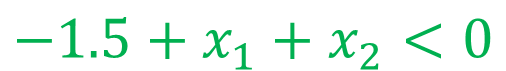 −1.5 + x₁ + x₂ < 0